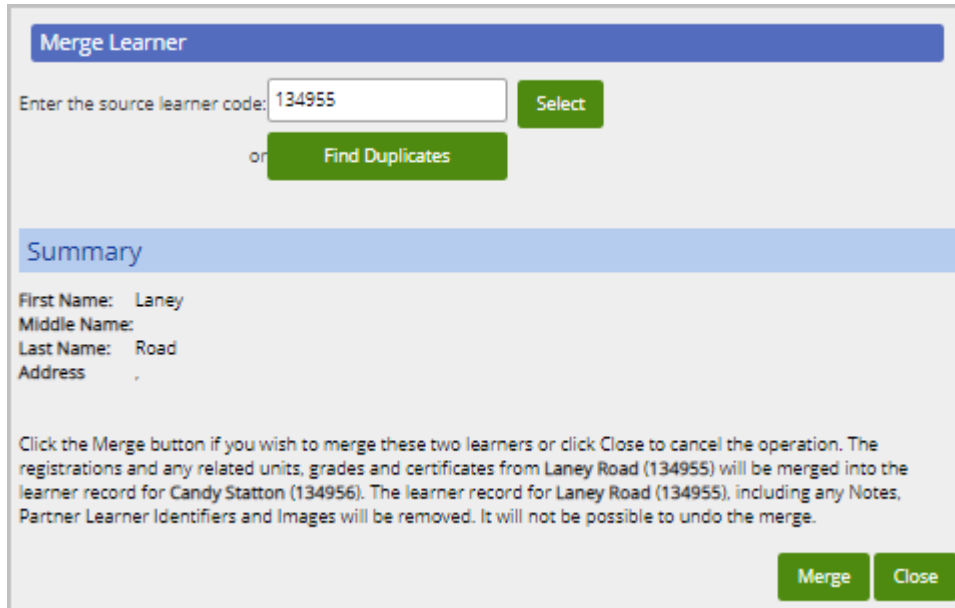 Merge Learner
Enter the source learner code: 134955 Select
or Find Duplicates
Summary
First Name: Laney
Middle Name:
Last Name: Road
Address ,
Click the Merge button if you wish to merge these two learners or click Close to cancel the operation. The
registrations and any related units, grades and certificates from Laney Road (134955) will be merged into the
learner record for Candy Statton (134956). The learner record for Laney Road (134955), including any Notes,
Partner Learner Identifiers and Images will be removed. It will not be possible to undo the merge.
Merge Close